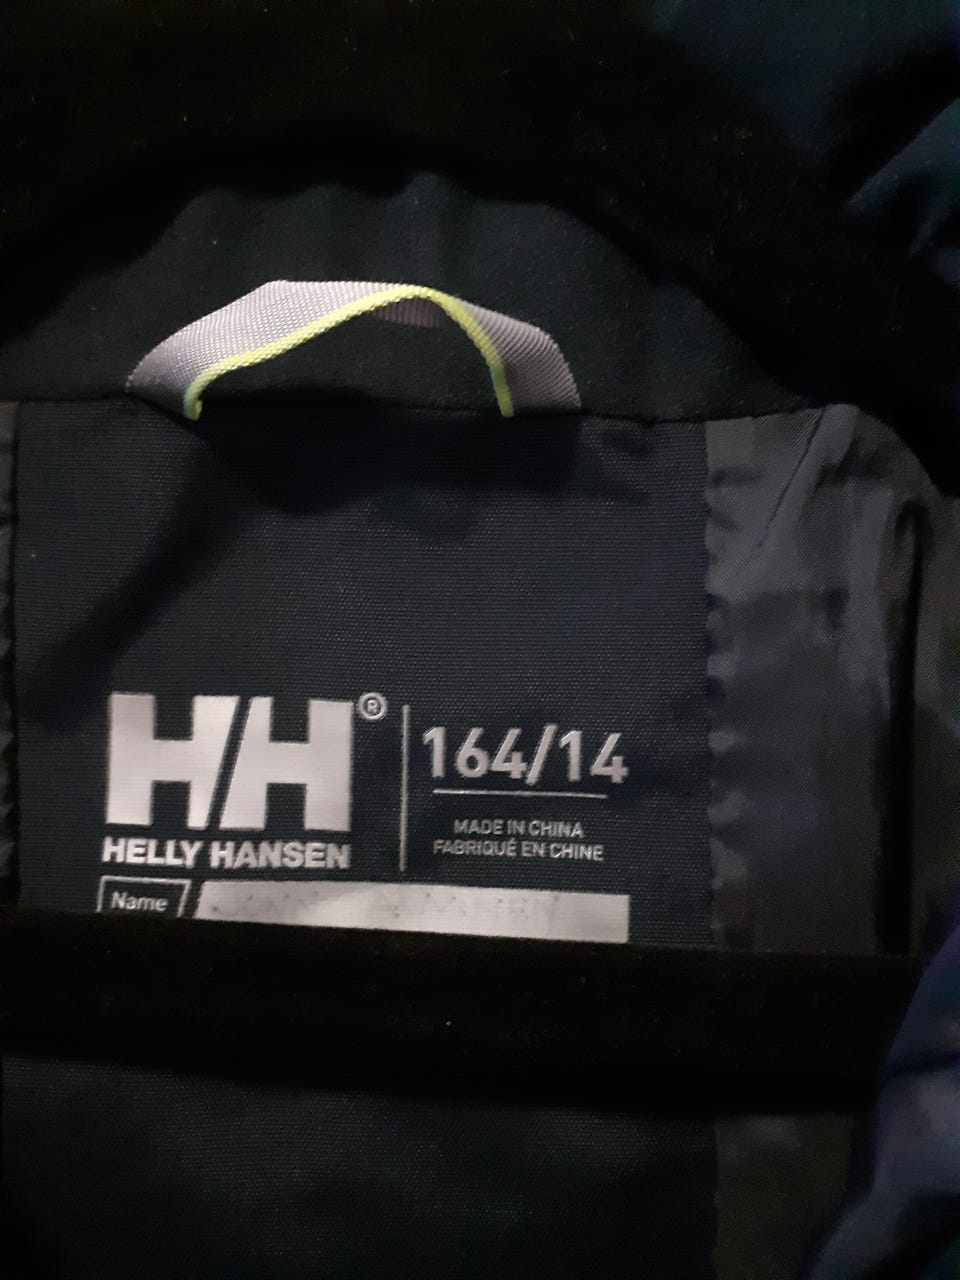 HH®
HELLY HANSEN
164/14
MADE IN CHINA
FABRIQUÉ EN CHINE
Name